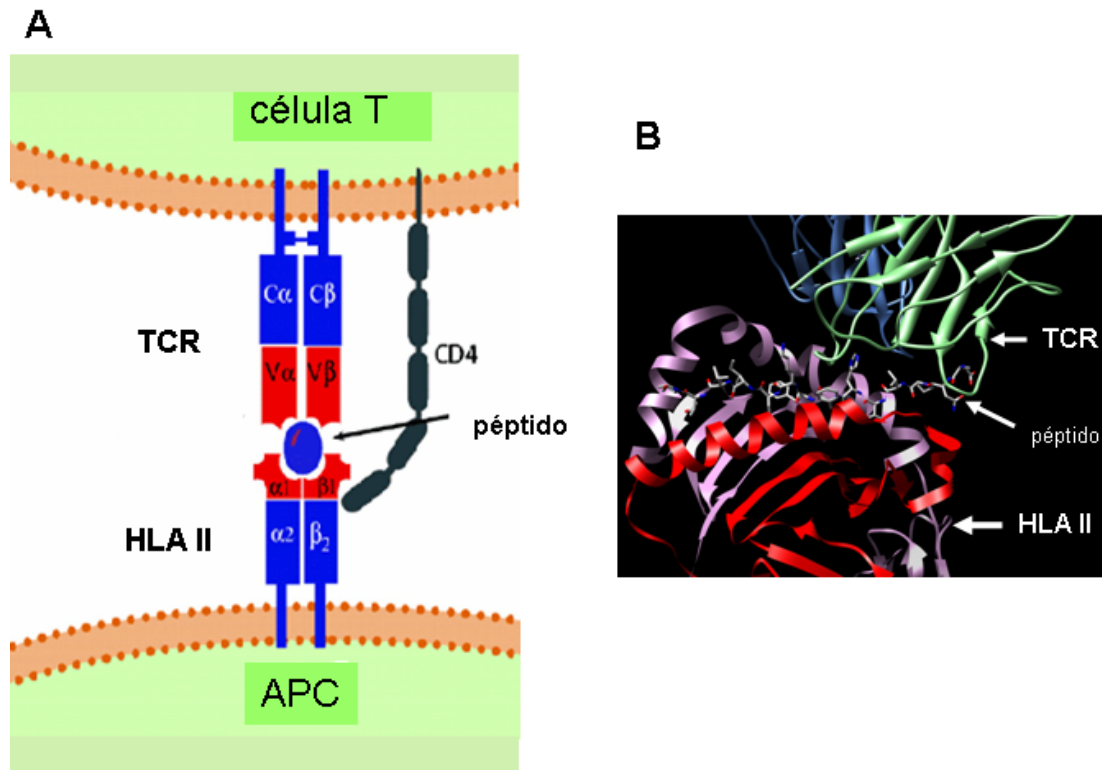 A
célula T
Cα Cβ
TCR
Vα Vβ
CD4
péptido
α1 β1
HLA II
α2 β2
APC
B
TCR
péptido
HLA II